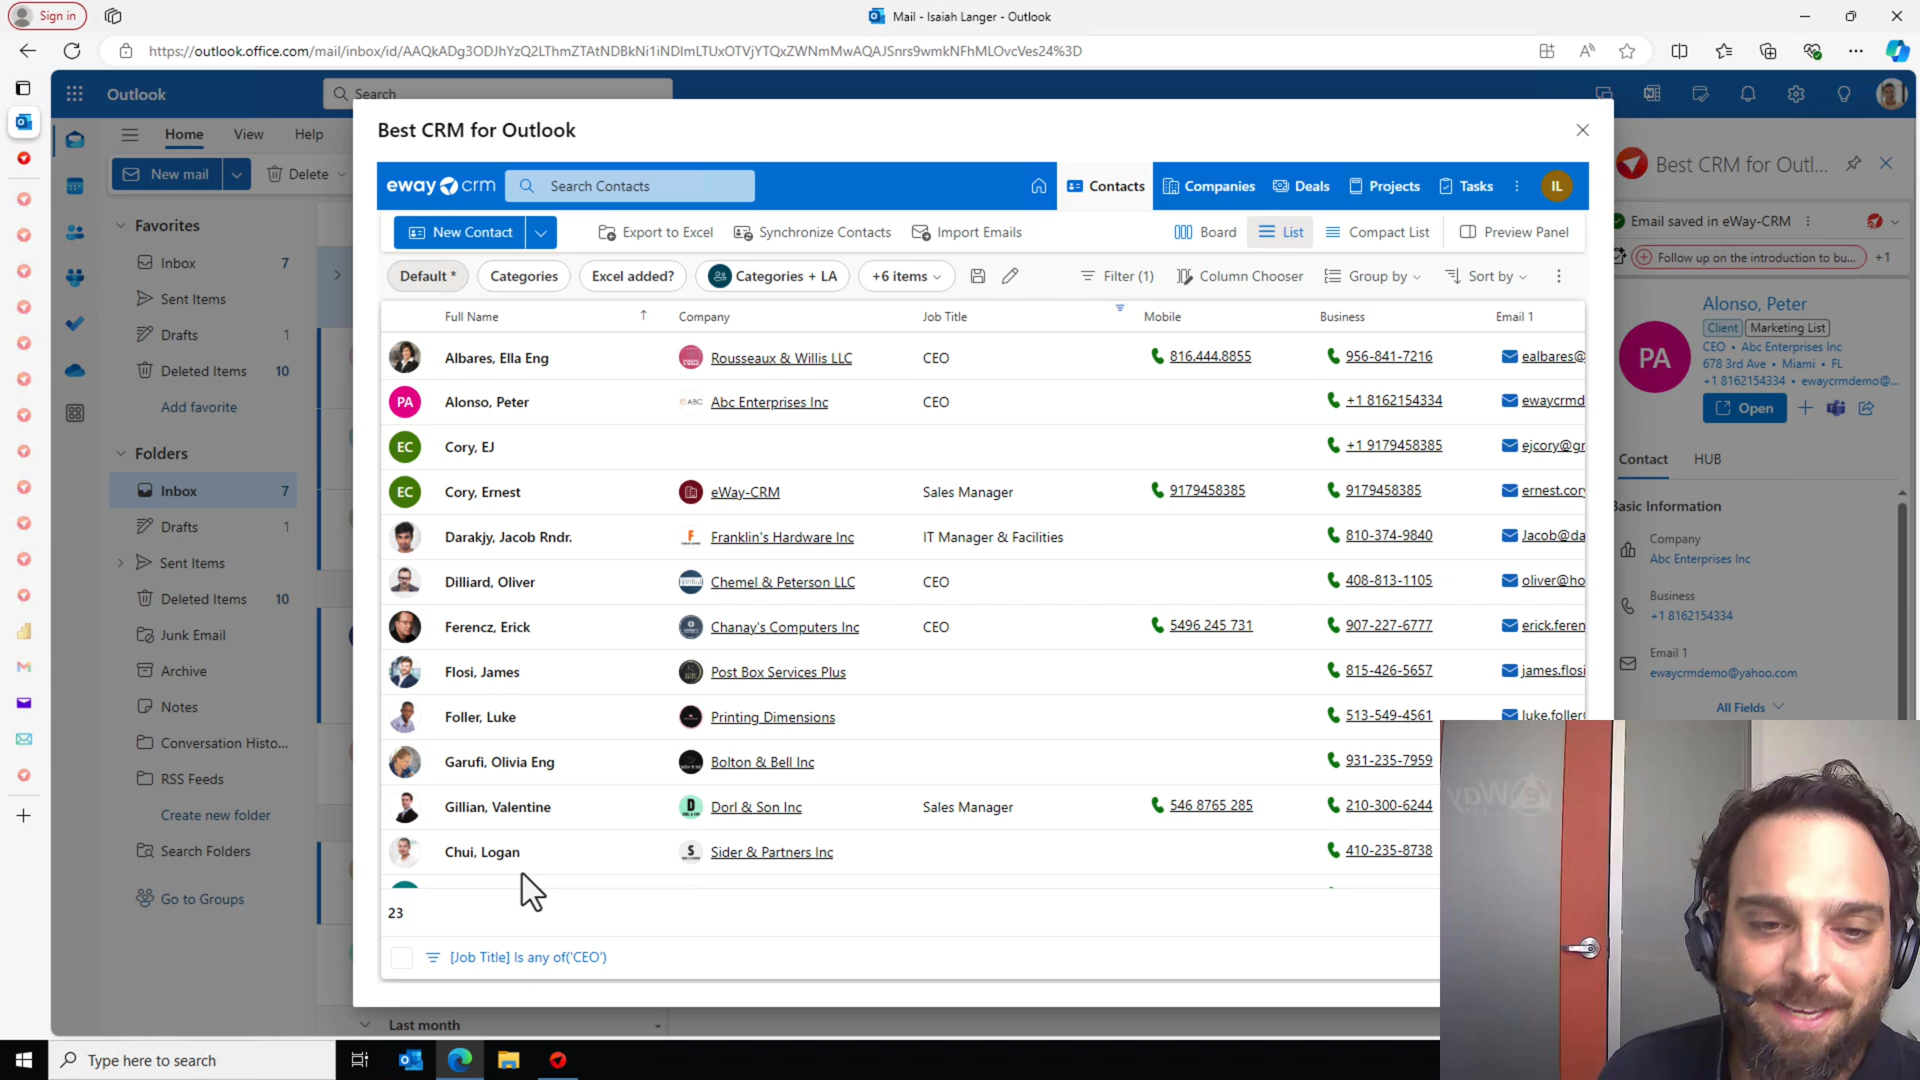 Sign in
Mail - Isaiah Langer - Outlook
https://outlook.office.com/mail/inbox/id/AAQkADg3ODJhYzQ2LThmZTAtNDBkNi1iNDlmLTUxOTVjYTQxZWNmMwAQAJSnrs9wmkNFhMLOvcVes24%3D
Outlook
Search
Home
View
Help
New mail
Delete
Favorites
Inbox 7
Sent Items
Drafts 1
Deleted Items 10
Add favorite
Folders
Inbox 7
Drafts 1
Sent Items
Deleted Items 10
Junk Email
Archive
Notes
Conversation Histo...
RSS Feeds
Create new folder
Search Folders
Go to Groups
Last month
Best CRM for Outlook
eway crm
Search Contacts
Contacts
Companies
Deals
Projects
Tasks
IL
New Contact
Export to Excel
Synchronize Contacts
Import Emails
Board
List
Compact List
Preview Panel
Default *
Categories
Excel added?
Categories + LA
+6 items
Filter (1)
Column Chooser
Group by
Sort by
Full Name Company Job Title Mobile Business Email 1
Albares, Ella Eng Rousseaux & Willis LLC CEO 816.444.8855 956-841-7216 ealbares@
PA Alonso, Peter ABC Abc Enterprises Inc CEO +1 8162154334 ewaycrmd
EC Cory, EJ +1 9179458385 ejcory@gr
EC Cory, Ernest eWay-CRM Sales Manager 9179458385 9179458385 ernest.cory
Darakjy, Jacob Rndr. F Franklin's Hardware Inc IT Manager & Facilities 810-374-9840 Jacob@da
Dilliard, Oliver Chemel & Peterson LLC CEO 408-813-1105 oliver@ho
Ferencz, Erick Chanay's Computers Inc CEO 5496 245 731 907-227-6777 erick.feren
Flosi, James Post Box Services Plus 815-426-5657 james.flosi
Foller, Luke Printing Dimensions 513-549-4561 luke.foller
Garufi, Olivia Eng Bolton & Bell Inc 931-235-7959
Gillian, Valentine D Dorl & Son Inc Sales Manager 546 8765 285 210-300-6244
Chui, Logan S Sider & Partners Inc 410-235-8738
23
[Job Title] Is any of('CEO')
Best CRM for Outl...
Email saved in eWay-CRM
Follow up on the introduction to bu... +1
PA
Alonso, Peter
Client Marketing List
CEO • Abc Enterprises Inc
678 3rd Ave • Miami • FL
+1 8162154334 • ewaycrmdemo@...
Open
Contact HUB
Basic Information
Company
Abc Enterprises Inc
Business
+1 8162154334
Email 1
ewaycrmdemo@yahoo.com
All Fields
eWay
Type here to search